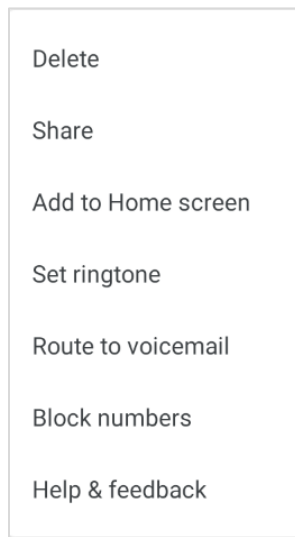 Delete
Share
Add to Home screen
Set ringtone
Route to voicemail
Block numbers
Help & feedback